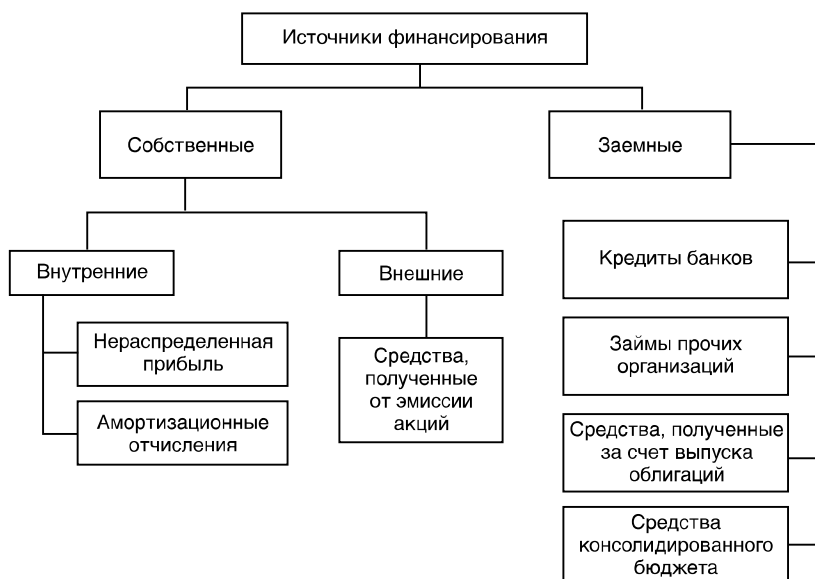 Источники финансирования
Собственные
Заемные
Внутренние
Внешние
Кредиты банков
Нераспределенная
прибыль
Средства,
полученные
от эмиссии
акций
Займы прочих
организаций
Амортизационные
отчисления
Средства, полученные
за счет выпуска
облигаций
Средства
консолидированного
бюджета